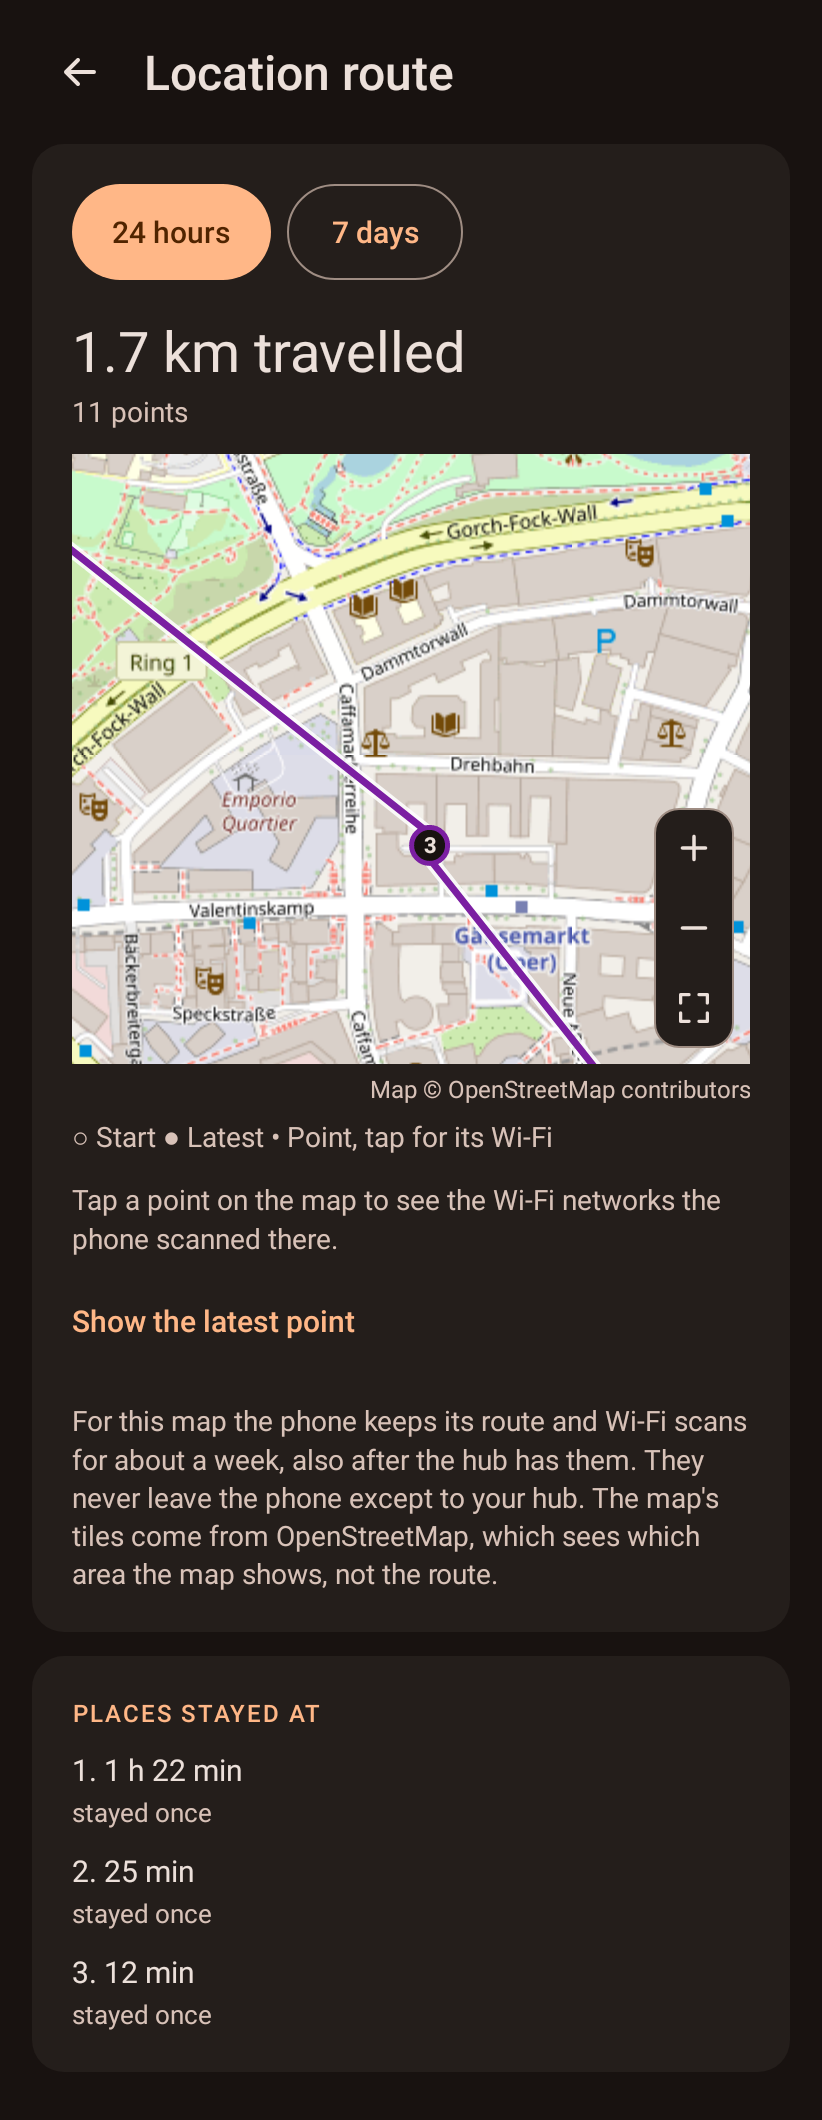 Location route
24 hours
7 days
1.7 km travelled
11 points
straße
Gorch-Fock-Wall
Dammtorwall
P
Ring 1
Dammtorwall
Caffamacherreihe
Drehbahn
Emporio
Quartier
3
Valentinskamp
Gänsemarkt
(Oper)
Speckstraße
Neue
+
−
Map © OpenStreetMap contributors
○ Start ● Latest • Point, tap for its Wi-Fi
Tap a point on the map to see the Wi-Fi networks the
phone scanned there.
Show the latest point
For this map the phone keeps its route and Wi-Fi scans
for about a week, also after the hub has them. They
never leave the phone except to your hub. The map's
tiles come from OpenStreetMap, which sees which
area the map shows, not the route.
PLACES STAYED AT
1. 1 h 22 min
stayed once
2. 25 min
stayed once
3. 12 min
stayed once